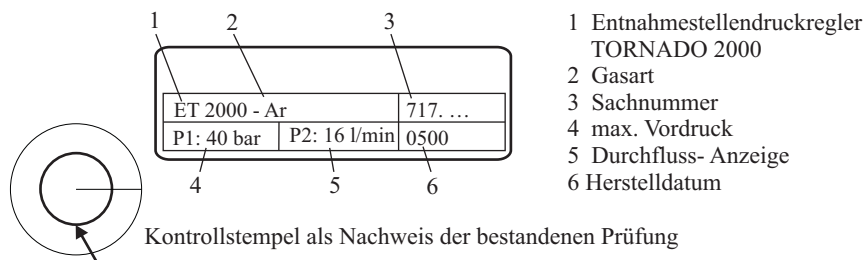 1 2 3
ET 2000 - Ar 717. ...
P1: 40 bar P2: 16 l/min 0500
4 5 6
1 Entnahmestellendruckregler
TORNADO 2000
2 Gasart
3 Sachnummer
4 max. Vordruck
5 Durchfluss- Anzeige
6 Herstelldatum
Kontrollstempel als Nachweis der bestandenen Prüfung